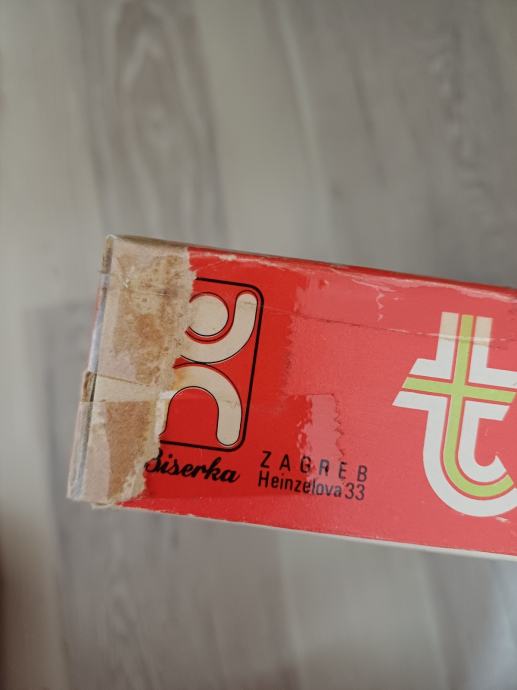 Biserka
ZAGREB
Heinzelova 33
t